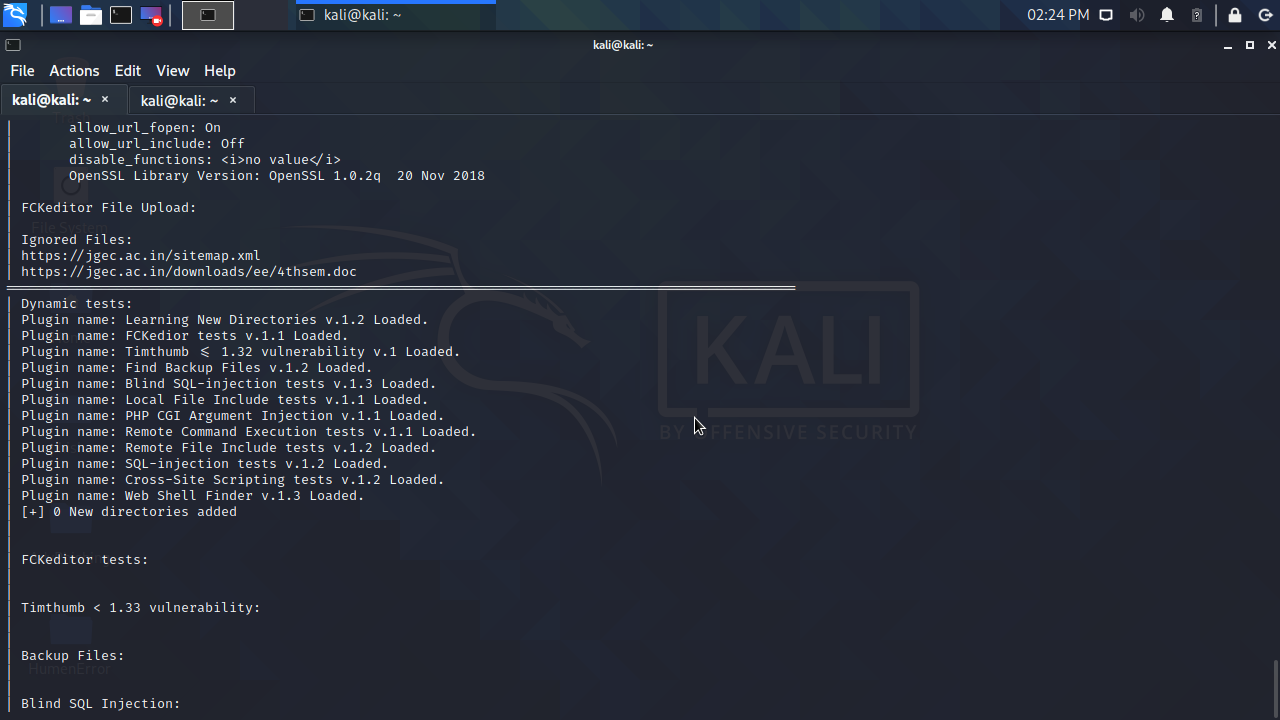 kali@kali: ~
02:24 PM
kali@kali: ~
File Actions Edit View Help
kali@kali: ~ × kali@kali: ~ ×
allow_url_fopen: On
allow_url_include: Off
disable_functions: <i>no value</i>
OpenSSL Library Version: OpenSSL 1.0.2q 20 Nov 2018
FCKeditor File Upload:
File System
Ignored Files:
https://jgec.ac.in/sitemap.xml
https://jgec.ac.in/downloads/ee/4thsem.doc
Dynamic tests:
Plugin name: Learning New Directories v.1.2 Loaded.
Plugin name: FCKedior tests v.1.1 Loaded.
Plugin name: Timthumb <= 1.32 vulnerability v.1 Loaded.
Plugin name: Find Backup Files v.1.2 Loaded.
Plugin name: Blind SQL-injection tests v.1.3 Loaded.
Plugin name: Local File Include tests v.1.1 Loaded.
Plugin name: PHP CGI Argument Injection v.1.1 Loaded.
Plugin name: Remote Command Execution tests v.1.1 Loaded.
Plugin name: Remote File Include tests v.1.2 Loaded.
Plugin name: SQL-injection tests v.1.2 Loaded.
Plugin name: Cross-Site Scripting tests v.1.2 Loaded.
Plugin name: Web Shell Finder v.1.3 Loaded.
[+] 0 New directories added
KALI
BY OFFENSIVE SECURITY
FCKeditor tests:
Timthumb < 1.33 vulnerability:
Backup Files:
HumenError
Blind SQL Injection: